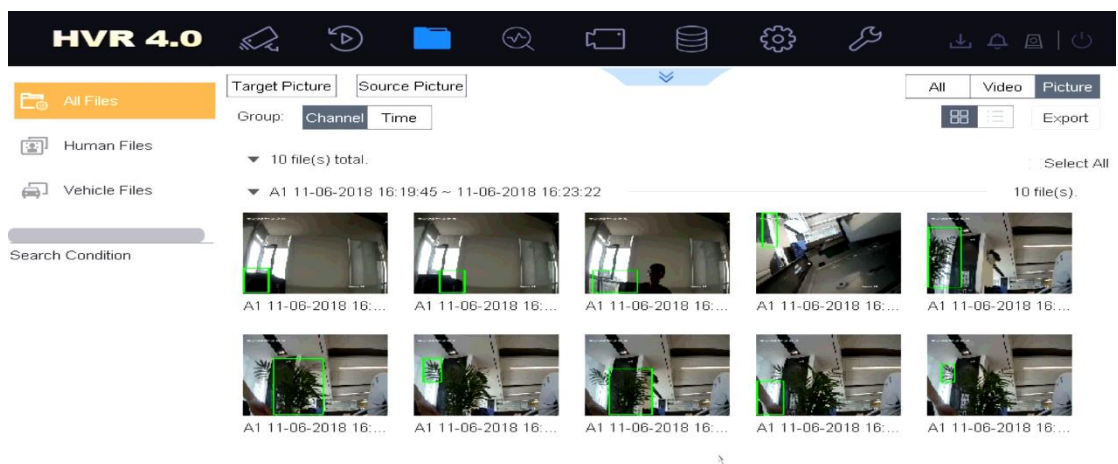 HVR 4.0
All Files
Human Files
Vehicle Files
Search Condition
Target Picture Source Picture
All Video Picture
Group: Channel Time
Export
10 file(s) total.
Select All
A1 11-06-2018 16:19:45 ~ 11-06-2018 16:23:22
10 file(s).
A1 11-06-2018 16:... A1 11-06-2018 16:... A1 11-06-2018 16:... A1 11-06-2018 16:... A1 11-06-2018 16:...
A1 11-06-2018 16:... A1 11-06-2018 16:... A1 11-06-2018 16:... A1 11-06-2018 16:... A1 11-06-2018 16:...